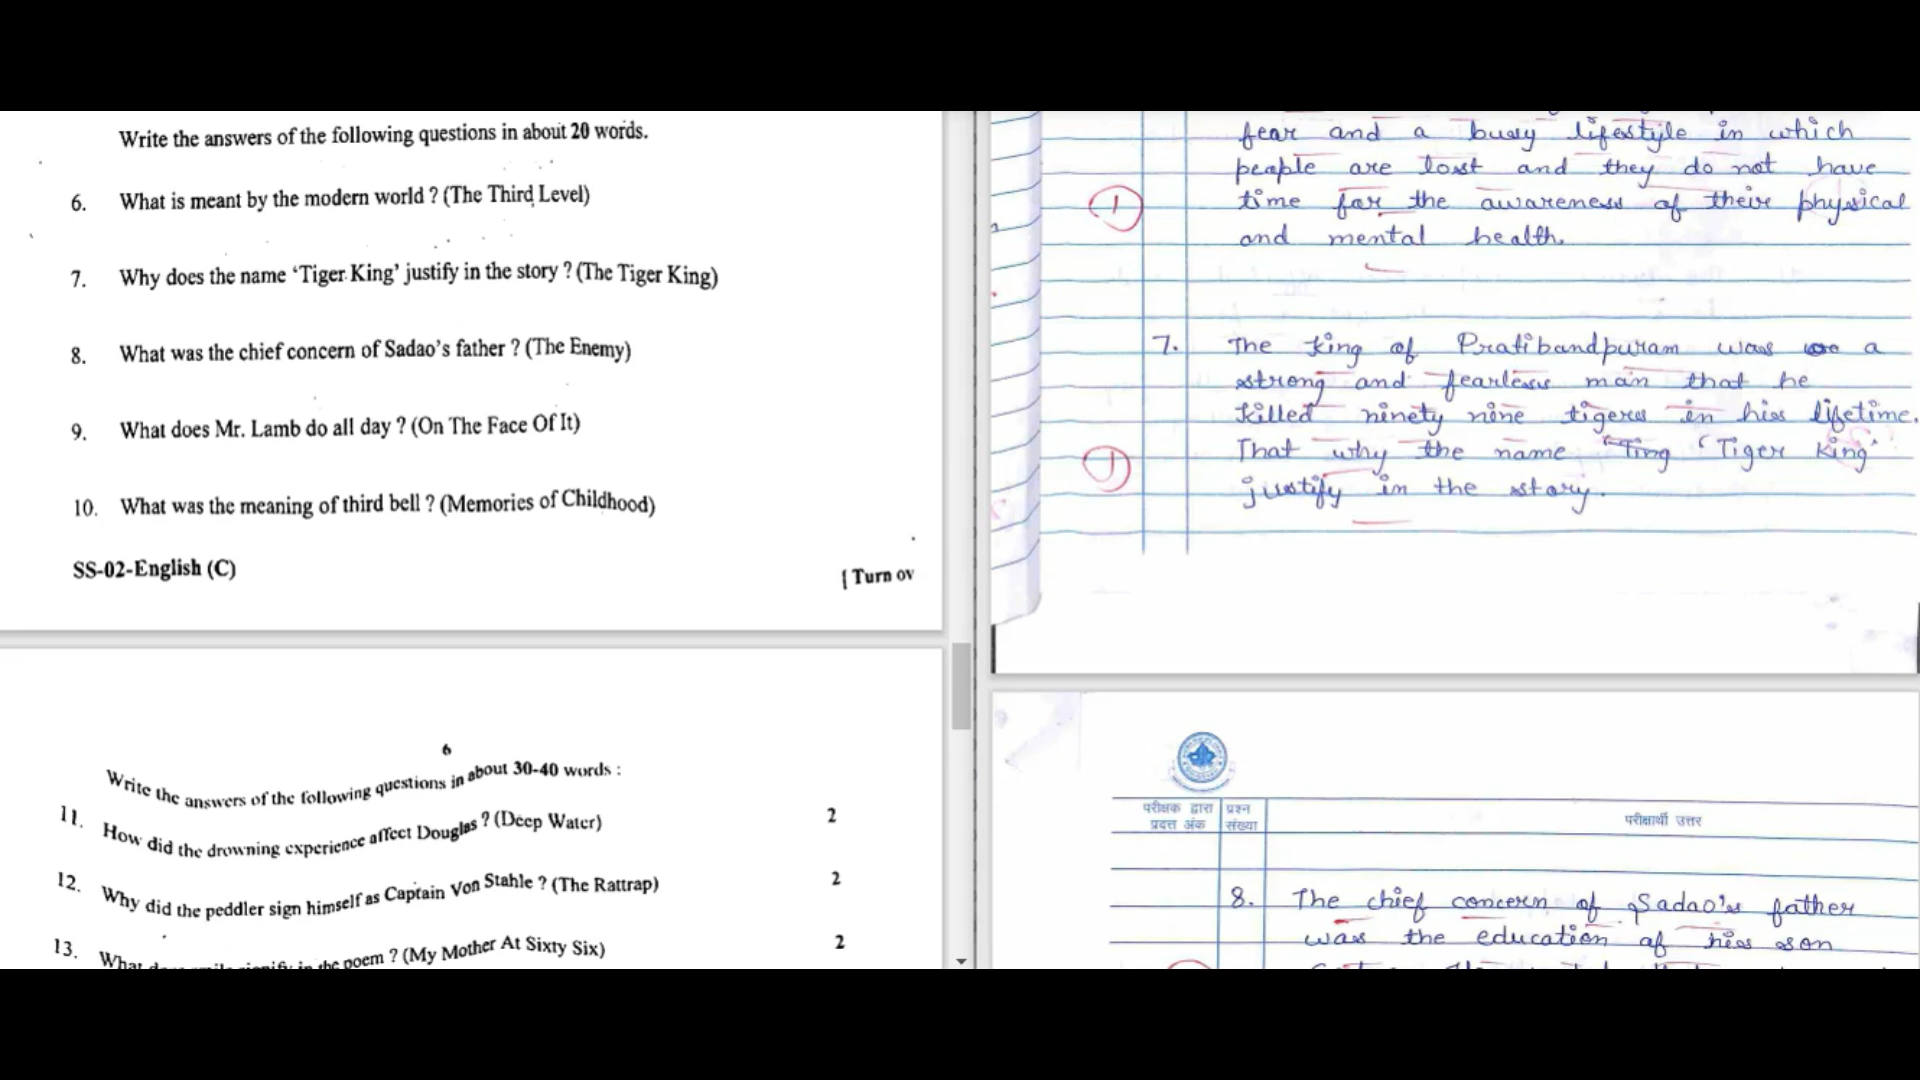 Write the answers of the following questions in about 20 words.
6. What is meant by the modern world ? (The Third Level)
7. Why does the name ‘Tiger King’ justify in the story ? (The Tiger King)
8. What was the chief concern of Sadao’s father ? (The Enemy)
9. What does Mr. Lamb do all day ? (On The Face Of It)
10. What was the meaning of third bell ? (Memories of Childhood)
SS-02-English (C)
[ Turn ov
6
Write the answers of the following questions in about 30-40 words :
11. How did the drowning experience affect Douglas ? (Deep Water) 2
12. Why did the peddler sign himself as Captain Von Stahle ? (The Rattrap) 2
13. What in the poem ? (My Mother At Sixty Six) 2
fear and a busy lifestyle in which
people are lost and they do not have
1 time for the awareness of their physical
and mental health.
7. The king of Pratibandpuram was a
strong and fearless man that he
killed ninety nine tigers in his lifetime.
1 That why the name ‘Tiger King’
justify in the story.
परीक्षक द्वारा प्रश्न
प्रदत्त अंक संख्या परीक्षार्थी उत्तर
8. The chief concern of Sadao's father
was the education of his son